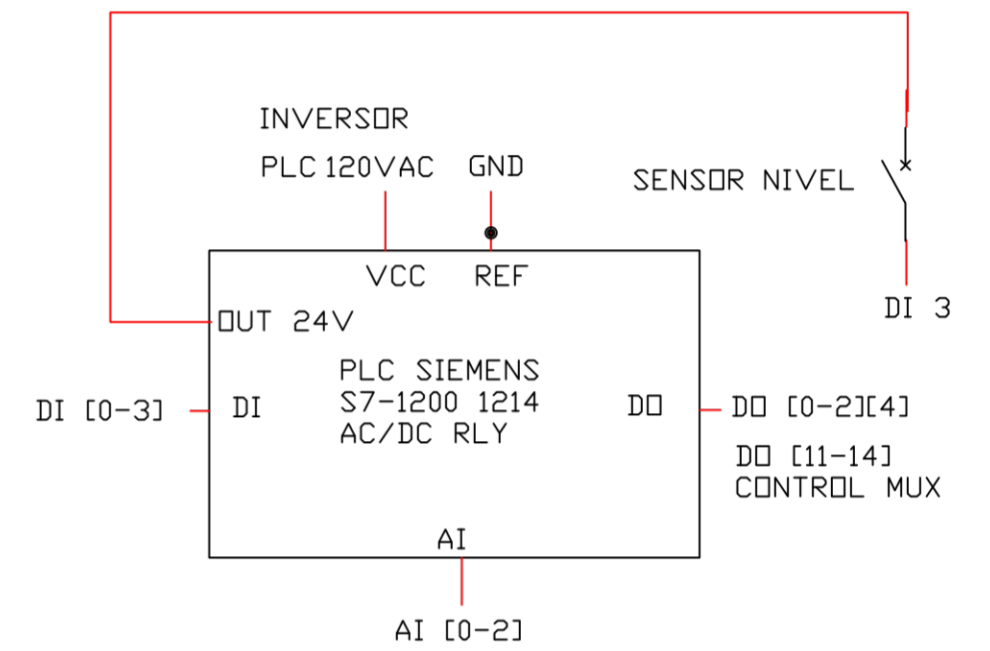 INVERSOR
PLC 120VAC GND
SENSOR NIVEL
VCC REF
DI 3
OUT 24V
PLC SIEMENS
S7-1200 1214
AC/DC RLY
DI [0-3] DI
DO DO [0-2][4]
DO [11-14]
CONTROL MUX
AI
AI [0-2]